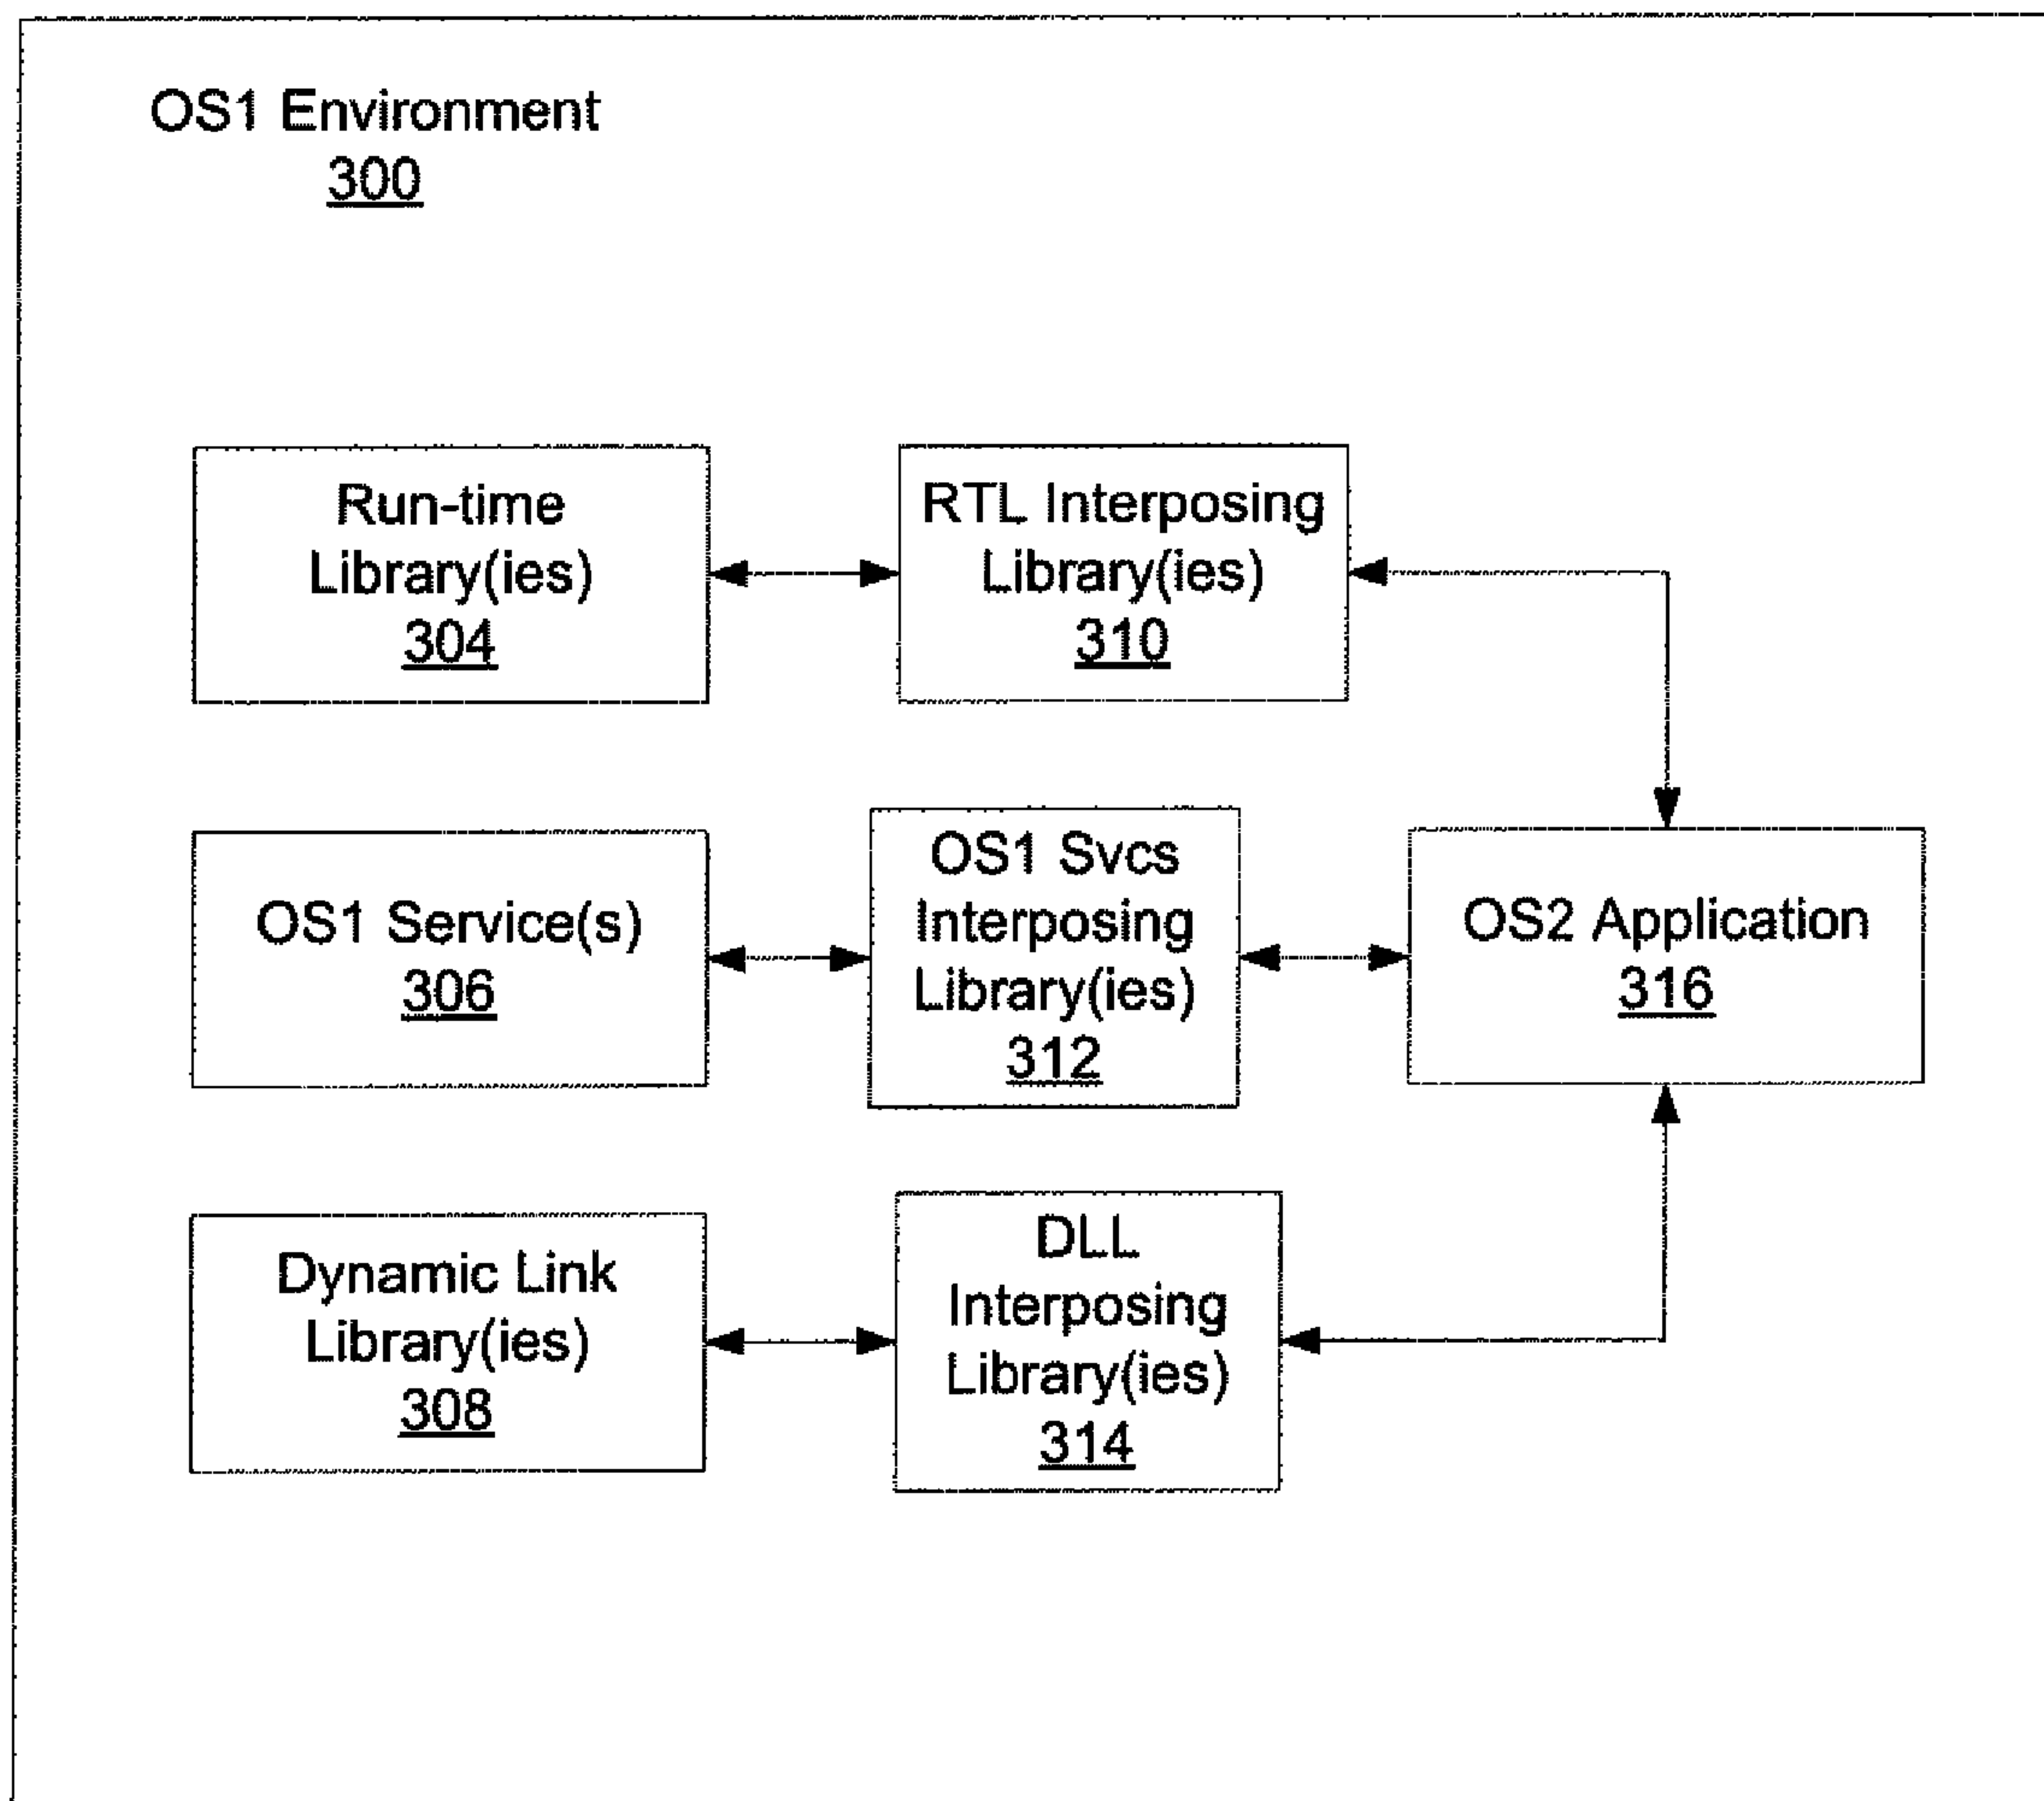 OS1 Environment
300
Run-time
Library(ies)
304
RTL Interposing
Library(ies)
310
OS1 Service(s)
306
OS1 Svcs
Interposing
Library(ies)
312
OS2 Application
316
Dynamic Link
Library(ies)
308
DLL
Interposing
Library(ies)
314